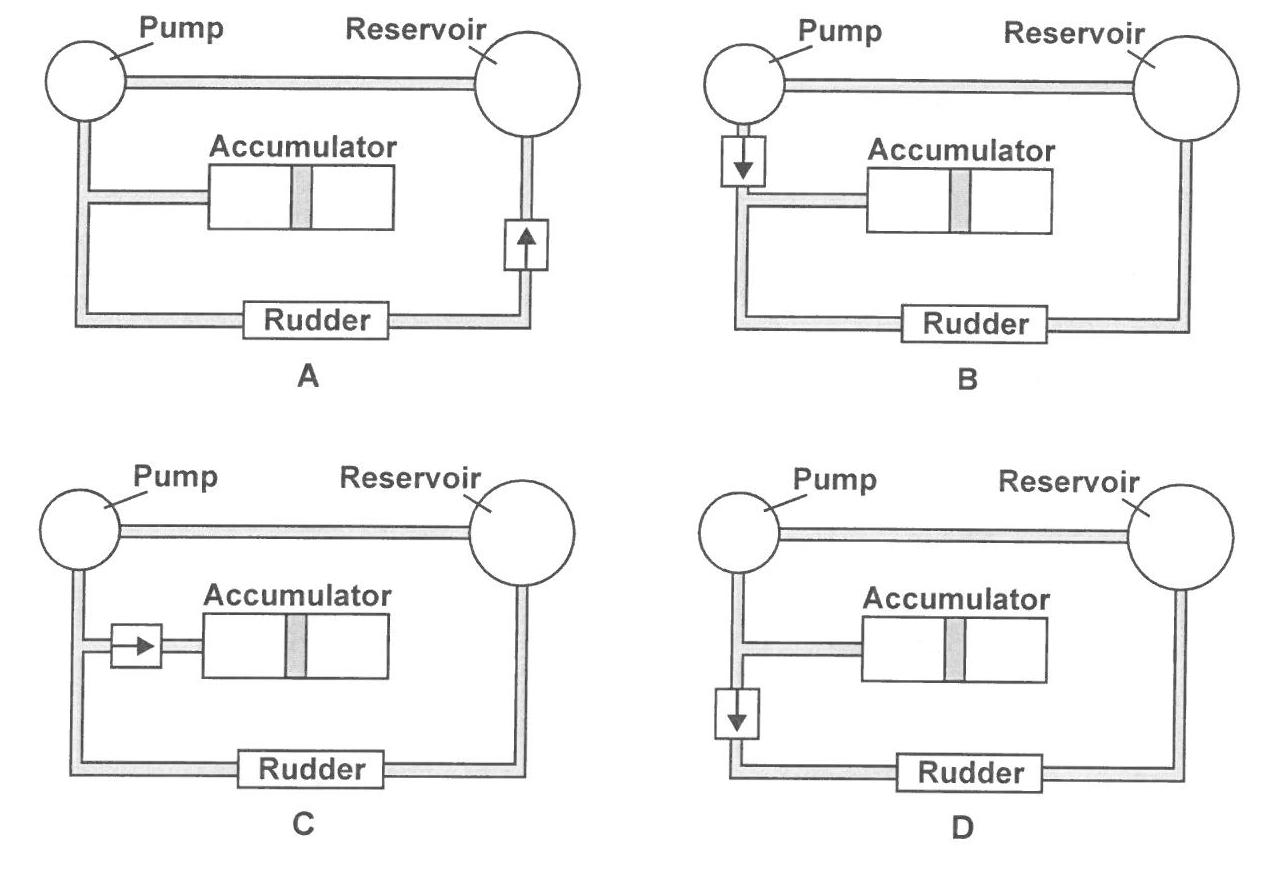 Pump
Reservoir
Accumulator
Rudder
A
Pump
Reservoir
Accumulator
Rudder
B
Pump
Reservoir
Accumulator
Rudder
C
Pump
Reservoir
Accumulator
Rudder
D